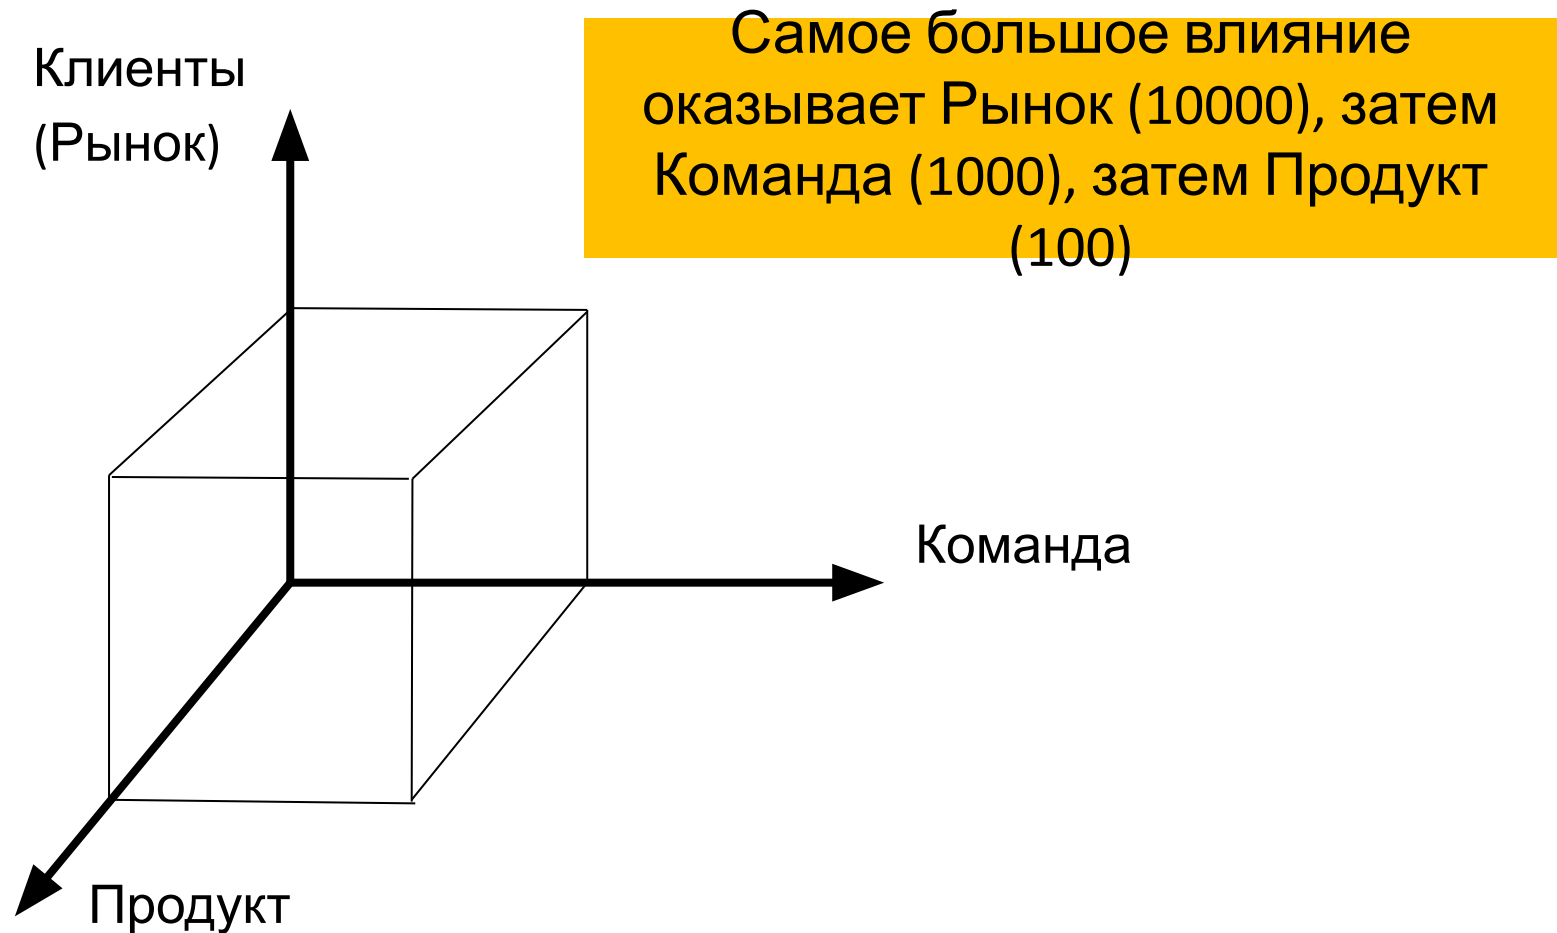 Клиенты
(Рынок)
Самое большое влияние
оказывает Рынок (10000), затем
Команда (1000), затем Продукт
(100)
Команда
Продукт